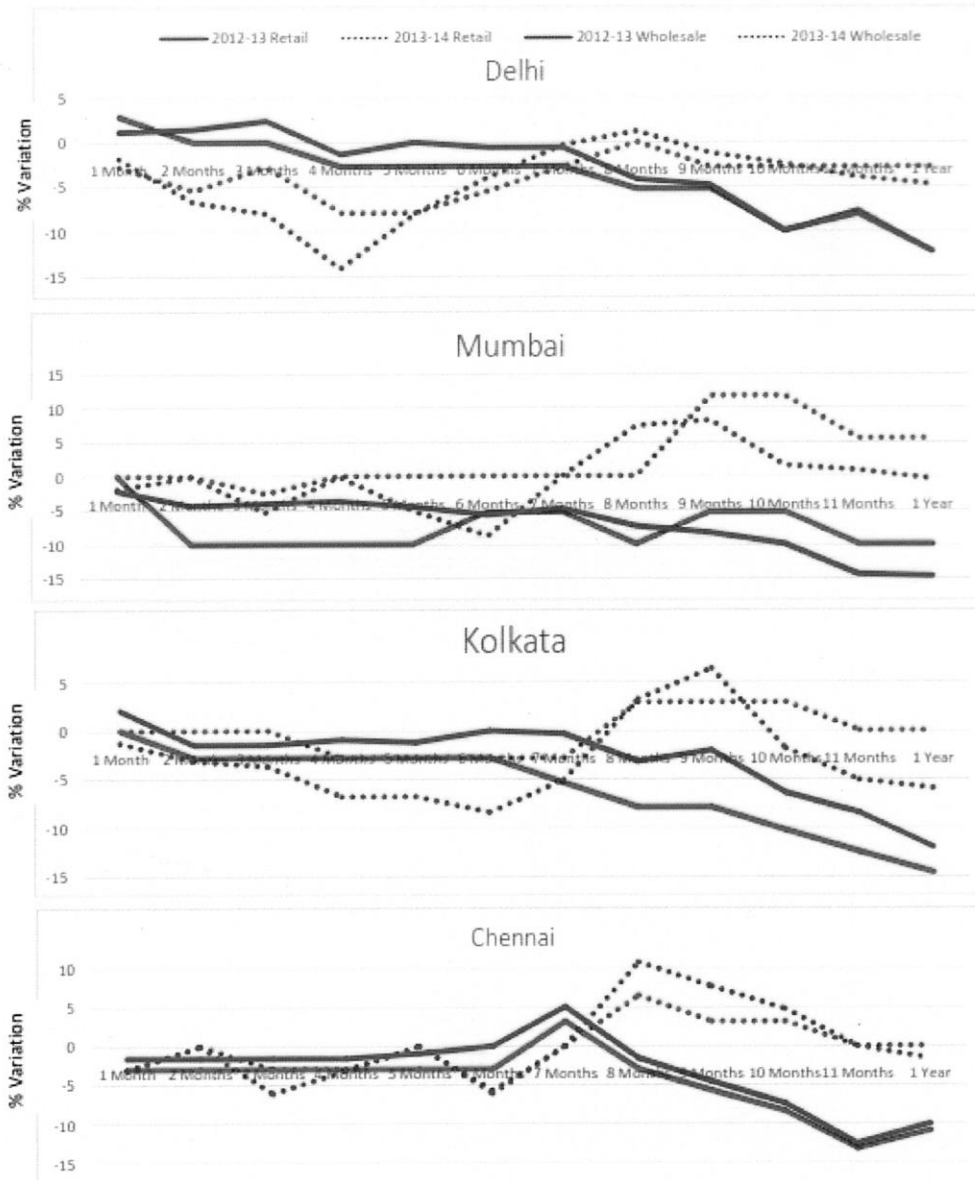 2012-13 Retail 2013-14 Retail 2012-13 Wholesale 2013-14 Wholesale
Delhi
% Variation
5
0
-5
-10
-15
1 Month 2 Months 3 Months 4 Months 5 Months 6 Months 7 Months 8 Months 9 Months 10 Months 11 Months 1 Year
Mumbai
% Variation
15
10
5
0
-5
-10
-15
1 Month 2 Months 3 Months 4 Months 5 Months 6 Months 7 Months 8 Months 9 Months 10 Months 11 Months 1 Year
Kolkata
% Variation
5
0
-5
-10
-15
1 Month 2 Months 3 Months 4 Months 5 Months 6 Months 7 Months 8 Months 9 Months 10 Months 11 Months 1 Year
Chennai
% Variation
10
5
0
-5
-10
-15
1 Month 2 Months 3 Months 4 Months 5 Months 6 Months 7 Months 8 Months 9 Months 10 Months 11 Months 1 Year